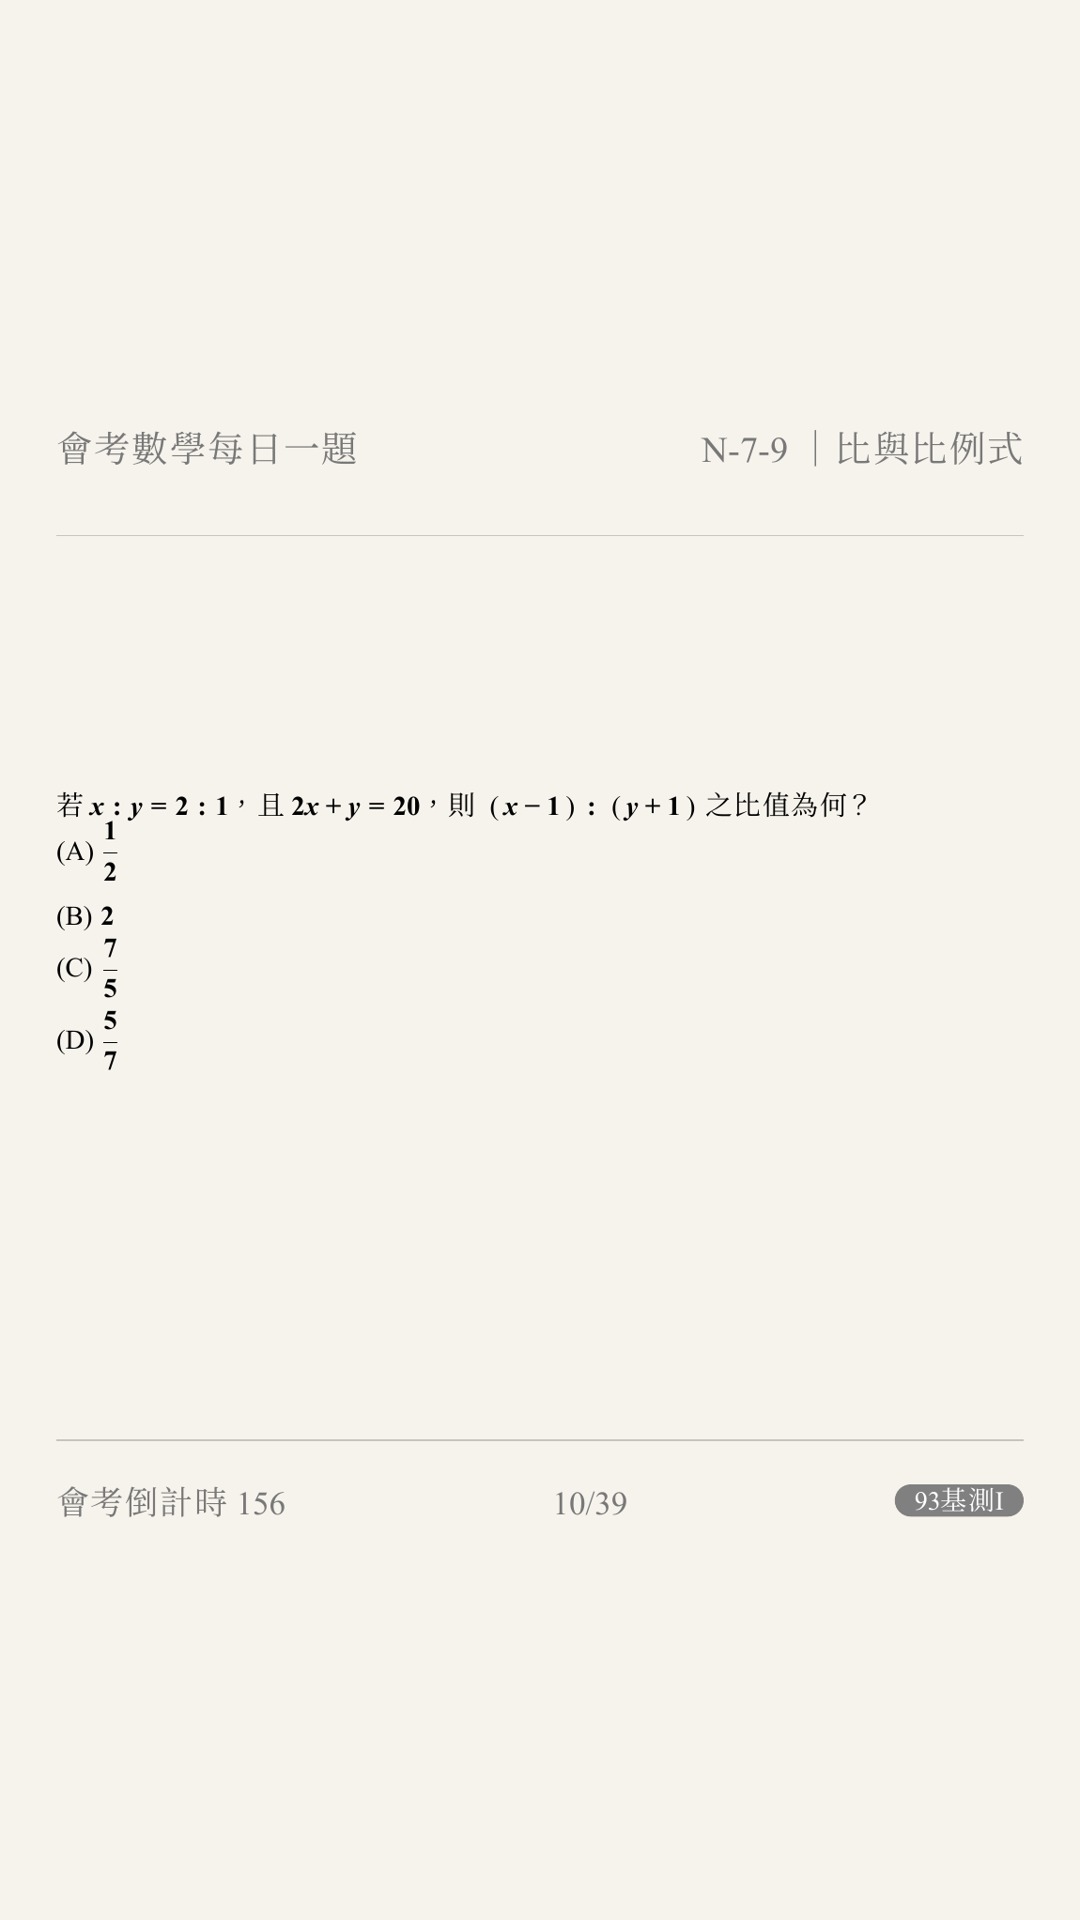 會考數學每日一題
N-7-9｜比與比例式
若 x : y = 2 : 1，且 2x + y = 20，則 (x − 1) : (y + 1) 之比值為何？
(A) 1/2
(B) 2
(C) 7/5
(D) 5/7
會考倒計時 156
10/39
93基測I